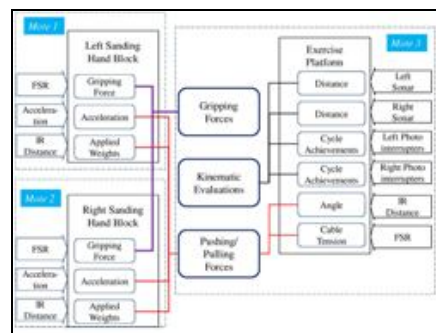 Mote 1
Left Sanding
Hand Block
FSR
Gripping
Force
Accelera-
tion
Acceleration
IR
Distance
Applied
Weights
Mote 2
Right Sanding
Hand Block
FSR
Gripping
Force
Accelera-
tion
Acceleration
IR
Distance
Applied
Weights
Gripping
Forces
Kinematic
Evaluations
Pushing/
Pulling
Forces
Mote 3
Exercise
Platform
Distance
Left
Sonar
Distance
Right
Sonar
Cycle
Achievements
Left Photo
interrupters
Cycle
Achievements
Right Photo
interrupters
Angle
IR
Distance
Cable
Tension
FSR